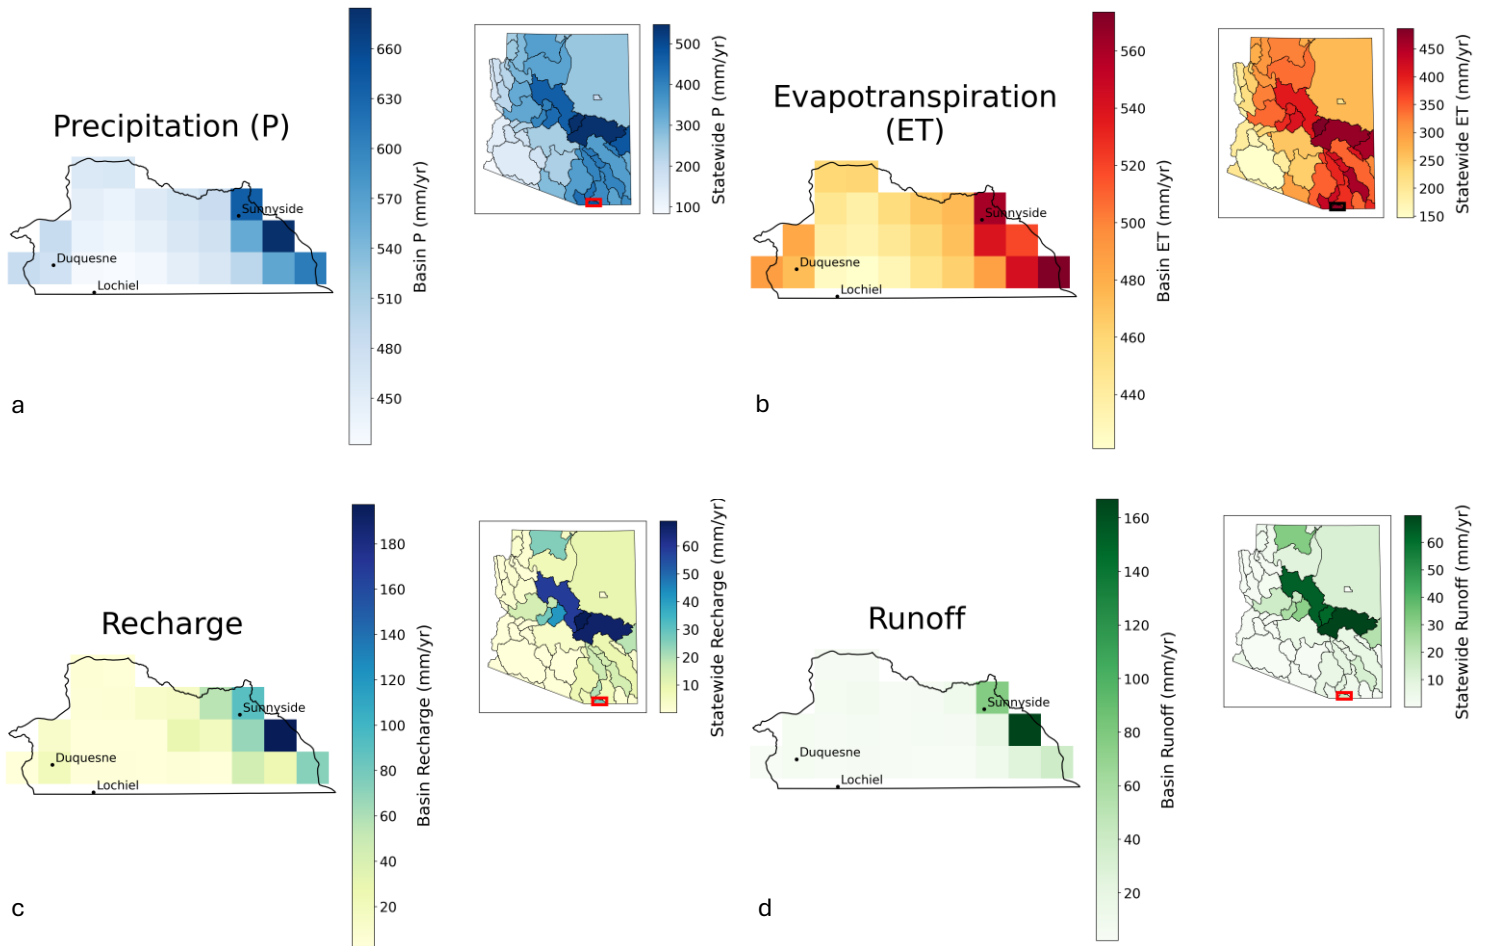 Precipitation (P)
Sunnyside
Duquesne
Lochiel
660
630
600
570
540
510
480
450
Basin P (mm/yr)
500
400
300
200
100
Statewide P (mm/yr)
a
Evapotranspiration
(ET)
Sunnyside
Duquesne
Lochiel
560
540
520
500
480
460
440
Basin ET (mm/yr)
450
400
350
300
250
200
150
Statewide ET (mm/yr)
b
Recharge
Sunnyside
Duquesne
Lochiel
180
160
140
120
100
80
60
40
20
Basin Recharge (mm/yr)
60
50
40
30
20
10
Statewide Recharge (mm/yr)
c
Runoff
Sunnyside
Duquesne
Lochiel
160
140
120
100
80
60
40
20
Basin Runoff (mm/yr)
60
50
40
30
20
10
Statewide Runoff (mm/yr)
d